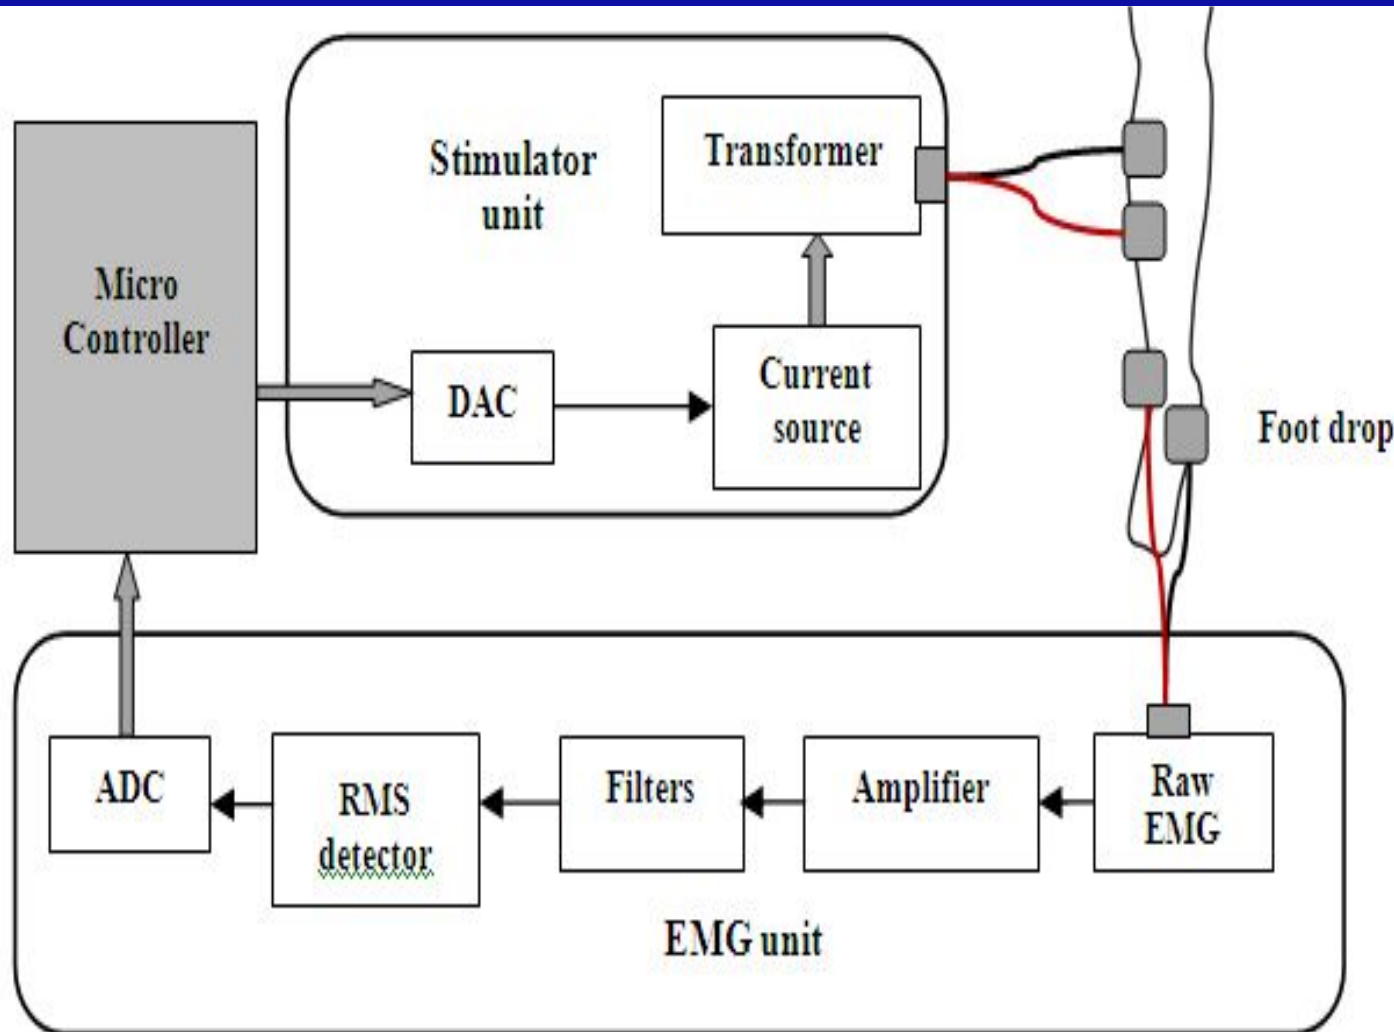 Stimulator
unit
Transformer
Micro
Controller
DAC
Current
source
Foot drop
ADC
RMS
detector
Filters
Amplifier
Raw
EMG
EMG unit